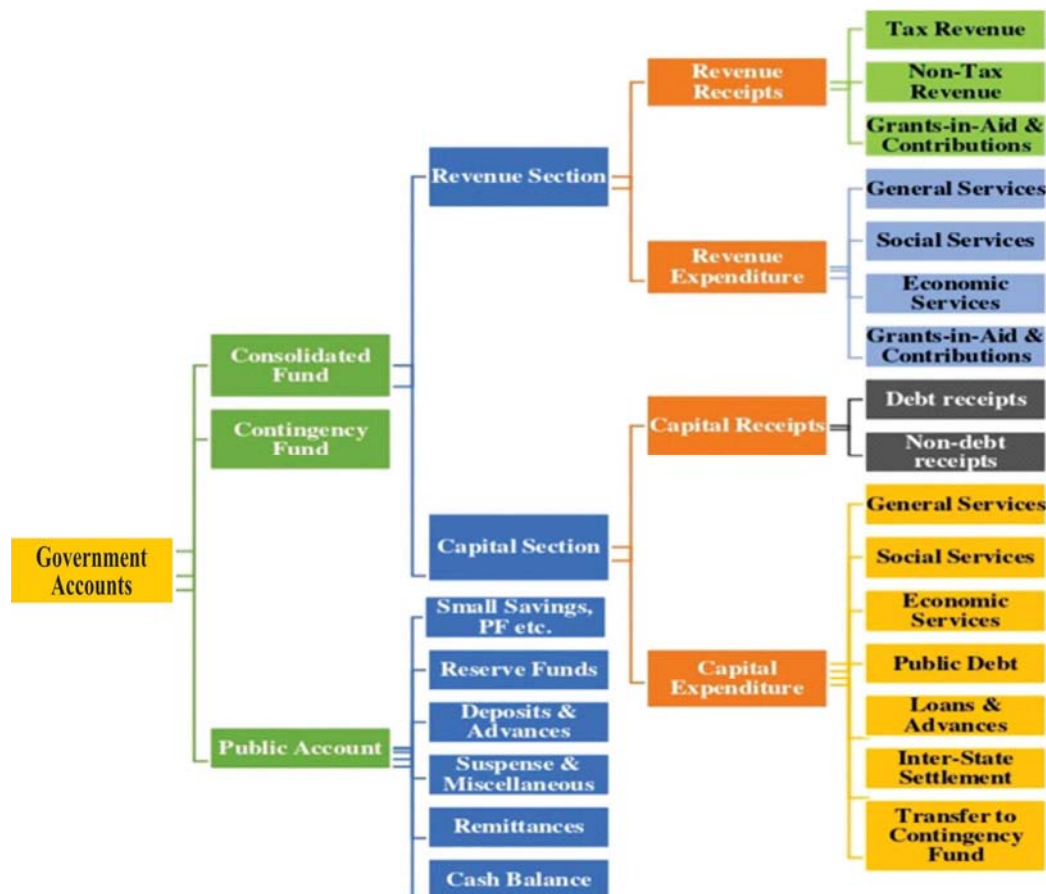 Government
Accounts
Consolidated
Fund
Contingency
Fund
Public Account
Revenue Section
Capital Section
Small Savings,
PF etc.
Reserve Funds
Deposits &
Advances
Suspense &
Miscellaneous
Remittances
Cash Balance
Revenue
Receipts
Revenue
Expenditure
Capital Receipts
Capital
Expenditure
Tax Revenue
Non-Tax
Revenue
Grants-in-Aid &
Contributions
General Services
Social Services
Economic
Services
Grants-in-Aid &
Contributions
Debt receipts
Non-debt
receipts
General Services
Social Services
Economic
Services
Public Debt
Loans &
Advances
Inter-State
Settlement
Transfer to
Contingency
Fund